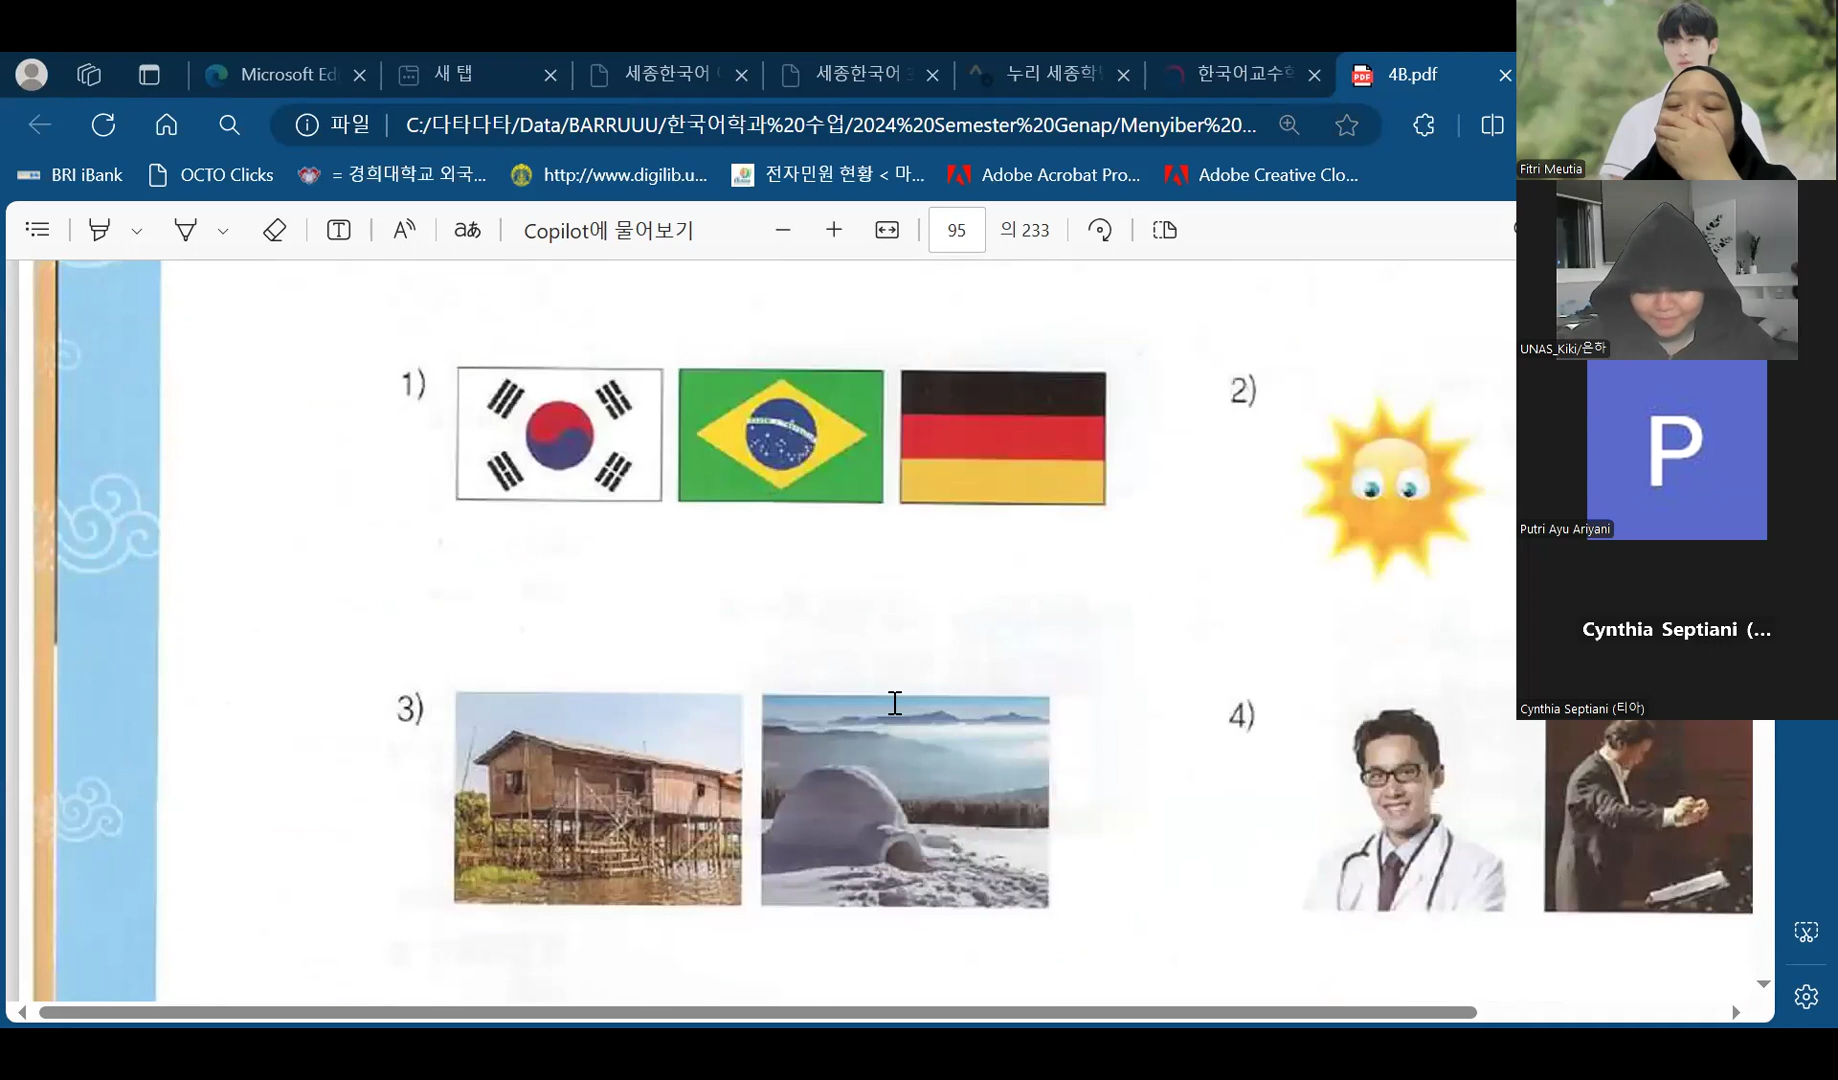 Microsoft Ed
새 탭
세종한국어
세종한국어 3
누리 세종학
한국어교수
4B.pdf
파일
C:/다타다타/Data/BARRUUU/한국어학과%20수업/2024%20Semester%20Genap/Menyiber%20...
BRI iBank
OCTO Clicks
= 경희대학교 외국...
http://www.digilib.u...
전자민원 현황 < 마...
Adobe Acrobat Pro...
Adobe Creative Clo...
aあ
Copilot에 물어보기
95
의 233
1)
2)
3)
4)
Fitri Meutia
UNAS_Kiki/은하
P
Putri Ayu Ariyani
Cynthia Septiani (...
Cynthia Septiani (티아)